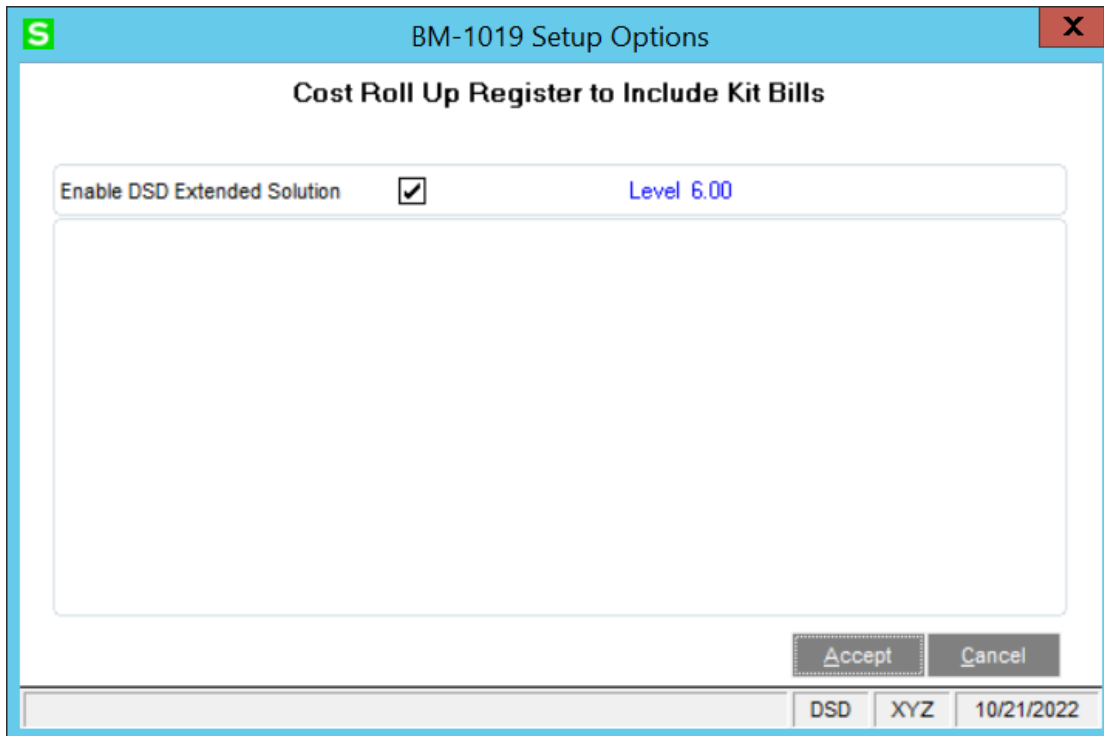 S BM-1019 Setup Options X
Cost Roll Up Register to Include Kit Bills
Enable DSD Extended Solution Level 6.00
Accept Cancel
DSD XYZ 10/21/2022